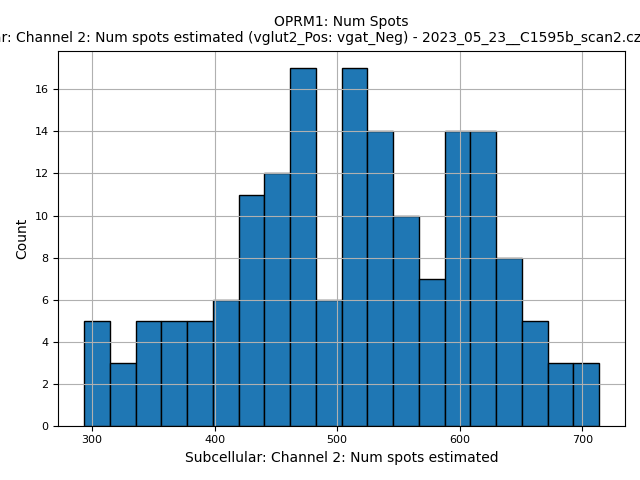 OPRM1: Num Spots
r: Channel 2: Num spots estimated (vglut2_Pos: vgat_Neg) - 2023_05_23__C1595b_scan2.cz
Count
16
14
12
10
8
6
4
2
0
300 400 500 600 700
Subcellular: Channel 2: Num spots estimated